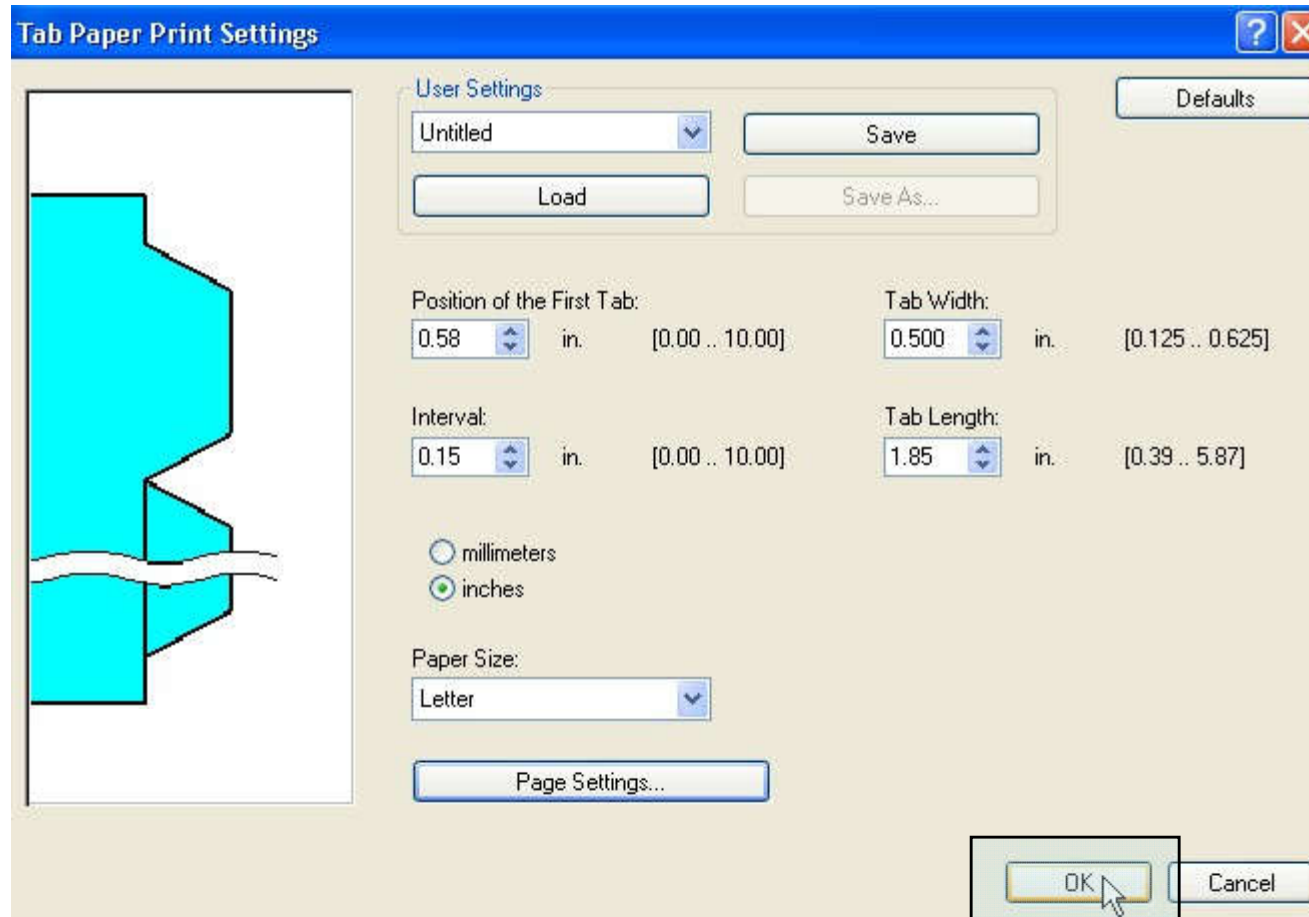 Tab Paper Print Settings
User Settings
Defaults
Untitled
Save
Load
Save As...
Position of the First Tab:
Tab Width:
0.58 in. [0.00 .. 10.00]
0.500 in. [0.125 .. 0.625]
Interval:
Tab Length:
0.15 in. [0.00 .. 10.00]
1.85 in. [0.39 .. 5.87]
millimeters
inches
Paper Size:
Letter
Page Settings...
OK
Cancel